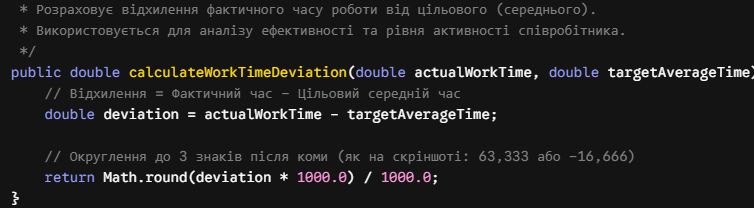 * Розраховує відхилення фактичного часу роботи від цільового (середнього).
* Використовується для аналізу ефективності та рівня активності співробітника.
*/
public double calculateWorkTimeDeviation(double actualWorkTime, double targetAverageTime)
// Відхилення = Фактичний час - Цільовий середній час
double deviation = actualWorkTime - targetAverageTime;
// Округлення до 3 знаків після коми (як на скріншоті: 63,333 або -16,666)
return Math.round(deviation * 1000.0) / 1000.0;
}